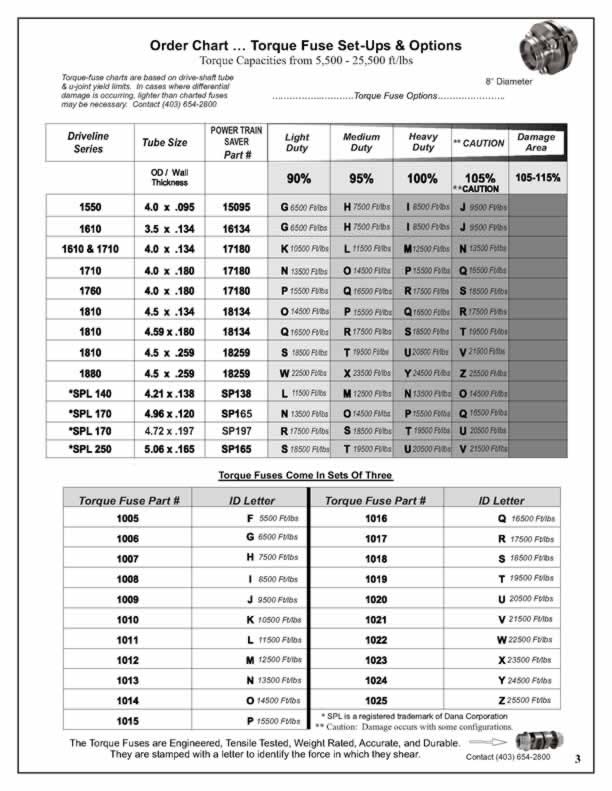 Order Chart ... Torque Fuse Set-Ups & Options
Torque Capacities from 5,500 - 25,500 ft/lbs
Torque-fuse charts are based on drive-shaft tube
& u-joint yield limits. In cases where differential
damage is occurring, lighter than charted fuses
may be necessary. Contact (403) 654-2800
8" Diameter
.............................Torque Fuse Options.......................
Driveline Series Tube Size POWER TRAIN SAVER Part # Light Duty Medium Duty Heavy Duty ** CAUTION Damage Area
OD / Wall Thickness 90% 95% 100% 105% **CAUTION 105-115%
1550 4.0 x .095 15095 G 6500 Ft/lbs H 7500 Ft/lbs I 8500 Ft/lbs J 9500 Ft/lbs
1610 3.5 x .134 16134 G 6500 Ft/lbs H 7500 Ft/lbs I 8500 Ft/lbs J 9500 Ft/lbs
1610 & 1710 4.0 x .134 17180 K 10500 Ft/lbs L 11500 Ft/lbs M 12500 Ft/lbs N 13500 Ft/lbs
1710 4.0 x .180 17180 N 13500 Ft/lbs O 14500 Ft/lbs P 15500 Ft/lbs Q 16500 Ft/lbs
1760 4.0 x .180 17180 P 15500 Ft/lbs Q 16500 Ft/lbs R 17500 Ft/lbs S 18500 Ft/lbs
1810 4.5 x .134 18134 O 14500 Ft/lbs P 15500 Ft/lbs Q 16500 Ft/lbs R 17500 Ft/lbs
1810 4.59 x .180 18134 Q 16500 Ft/lbs R 17500 Ft/lbs S 18500 Ft/lbs T 19500 Ft/lbs
1810 4.5 x .259 18259 S 18500 Ft/lbs T 19500 Ft/lbs U 20500 Ft/lbs V 21500 Ft/lbs
1880 4.5 x .259 18259 W 22500 Ft/lbs X 23500 Ft/lbs Y 24500 Ft/lbs Z 25500 Ft/lbs
*SPL 140 4.21 x .138 SP138 L 11500 Ft/lbs M 12500 Ft/lbs N 13500 Ft/lbs O 14500 Ft/lbs
*SPL 170 4.96 x .120 SP165 N 13500 Ft/lbs O 14500 Ft/lbs P 15500 Ft/lbs Q 16500 Ft/lbs
*SPL 170 4.72 x .197 SP197 R 17500 Ft/lbs S 18500 Ft/lbs T 19500 Ft/lbs U 20500 Ft/lbs
*SPL 250 5.06 x .165 SP165 S 18500 Ft/lbs T 19500 Ft/lbs U 20500 Ft/lbs V 21500 Ft/lbs
Torque Fuses Come In Sets Of Three
Torque Fuse Part # ID Letter Torque Fuse Part # ID Letter
1005 F 5500 Ft/lbs 1016 Q 16500 Ft/lbs
1006 G 6500 Ft/lbs 1017 R 17500 Ft/lbs
1007 H 7500 Ft/lbs 1018 S 18500 Ft/lbs
1008 I 8500 Ft/lbs 1019 T 19500 Ft/lbs
1009 J 9500 Ft/lbs 1020 U 20500 Ft/lbs
1010 K 10500 Ft/lbs 1021 V 21500 Ft/lbs
1011 L 11500 Ft/lbs 1022 W 22500 Ft/lbs
1012 M 12500 Ft/lbs 1023 X 23500 Ft/lbs
1013 N 13500 Ft/lbs 1024 Y 24500 Ft/lbs
1014 O 14500 Ft/lbs 1025 Z 25500 Ft/lbs
1015 P 15500 Ft/lbs
* SPL is a registered trademark of Dana Corporation
** Caution: Damage occurs with some configurations.
The Torque Fuses are Engineered, Tensile Tested, Weight Rated, Accurate, and Durable.
They are stamped with a letter to identify the force in which they shear.
Contact (403) 654-2800
3